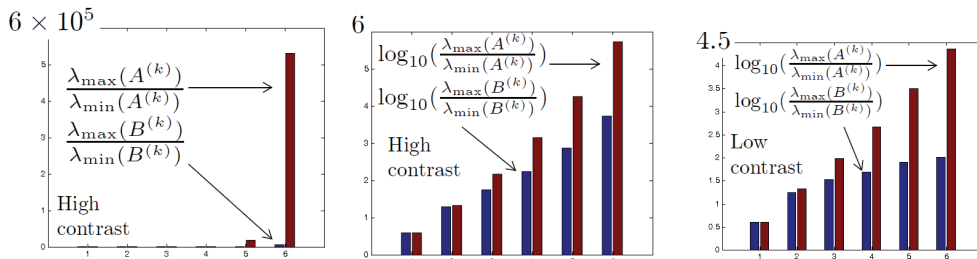 6 × 10⁵
5
4
3
2
1
0
λmax(A⁽ᵏ⁾)
λmin(A⁽ᵏ⁾)
λmax(B⁽ᵏ⁾)
λmin(B⁽ᵏ⁾)
High
contrast
1 2 3 4 5 6
6
5
4
3
2
1
0
log₁₀(λmax(A⁽ᵏ⁾)/λmin(A⁽ᵏ⁾))
log₁₀(λmax(B⁽ᵏ⁾)/λmin(B⁽ᵏ⁾))
High
contrast
4.5
4
3.5
3
2.5
2
1.5
1
0.5
0
log₁₀(λmax(A⁽ᵏ⁾)/λmin(A⁽ᵏ⁾))
log₁₀(λmax(B⁽ᵏ⁾)/λmin(B⁽ᵏ⁾))
Low
contrast
1 2 3 4 5 6